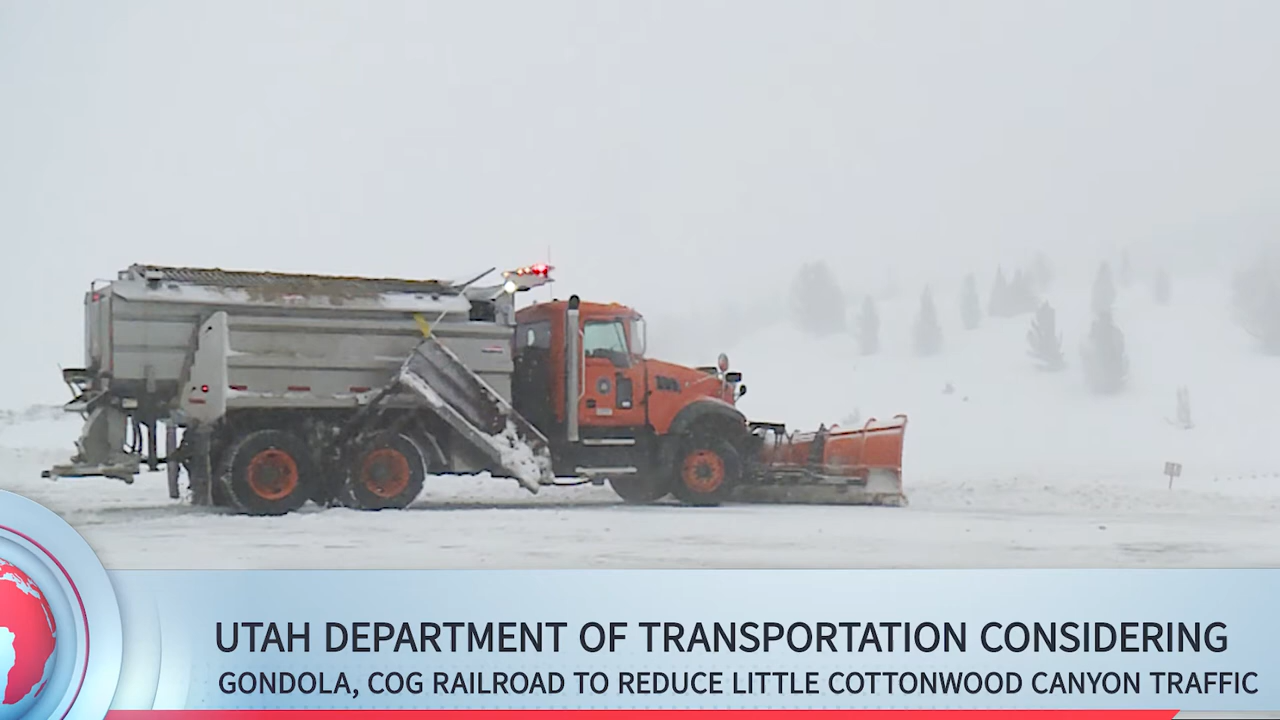 UTAH DEPARTMENT OF TRANSPORTATION CONSIDERING
GONDOLA, COG RAILROAD TO REDUCE LITTLE COTTONWOOD CANYON TRAFFIC